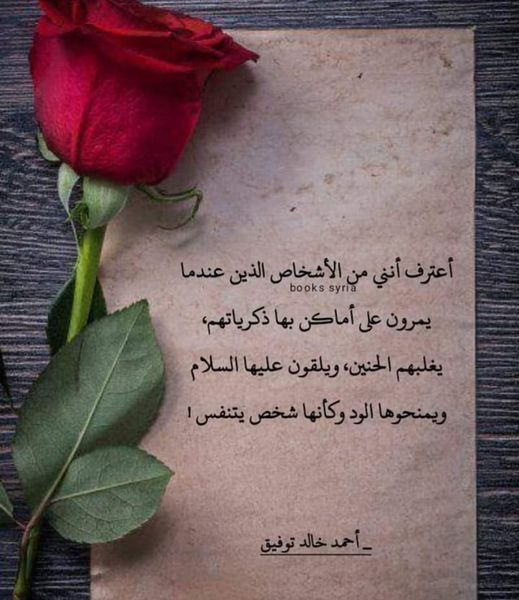 أعترف أنني من الأشخاص الذين عندما
books syria
يمرون على أماكن بها ذكرياتهم،
يغلبهم الحنين، ويلقون عليها السلام
ويمنحوها الود وكأنها شخص يتنفس !
_ أحمد خالد توفيق